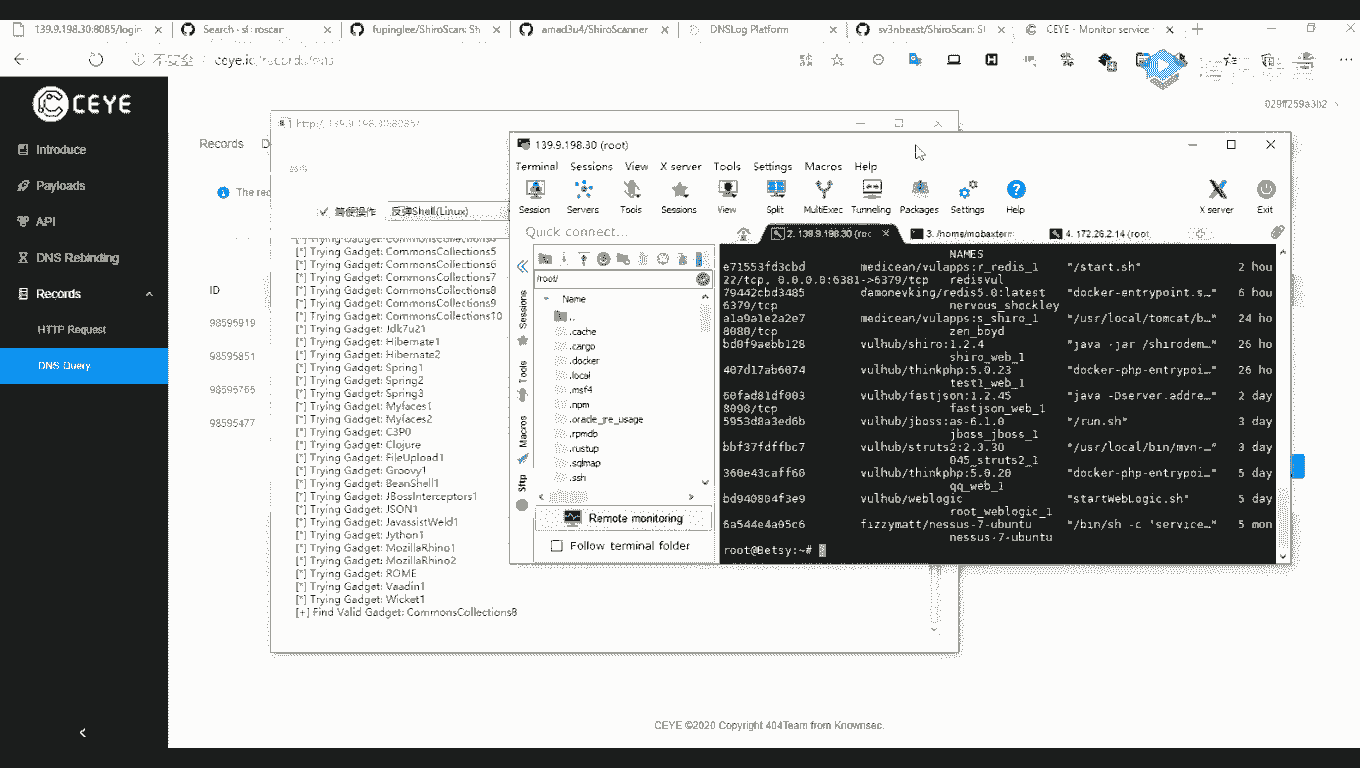 139.9.198.30:8085/login
Search
fupinglee/ShiroScan: Sh
amad3u4/ShiroScanner
DNSLog Platform
sv3nbeast/ShiroScan: S
CEYE - Monitor service
不安全
CEYE
Introduce
Payloads
API
DNS Rebinding
Records
HTTP Request
DNS Query
Records D
The rec
ID
98595919
98595851
98595765
98595477
简便操作 反弹Shell(Linux)
[*] Trying Gadget: CommonsCollections4
[*] Trying Gadget: CommonsCollections5
[*] Trying Gadget: CommonsCollections6
[*] Trying Gadget: CommonsCollections7
[*] Trying Gadget: CommonsCollections8
[*] Trying Gadget: CommonsCollections9
[*] Trying Gadget: CommonsCollections10
[*] Trying Gadget: Jdk7u21
[*] Trying Gadget: Hibernate1
[*] Trying Gadget: Hibernate2
[*] Trying Gadget: Spring1
[*] Trying Gadget: Spring2
[*] Trying Gadget: Spring3
[*] Trying Gadget: Myfaces1
[*] Trying Gadget: Myfaces2
[*] Trying Gadget: C3P0
[*] Trying Gadget: Clojure
[*] Trying Gadget: FileUpload1
[*] Trying Gadget: Groovy1
[*] Trying Gadget: BeanShell1
[*] Trying Gadget: JBossInterceptors1
[*] Trying Gadget: JSON1
[*] Trying Gadget: JavassistWeld1
[*] Trying Gadget: Jython1
[*] Trying Gadget: MozillaRhino1
[*] Trying Gadget: MozillaRhino2
[*] Trying Gadget: ROME
[*] Trying Gadget: Vaadin1
[*] Trying Gadget: Wicket1
[+] Find Valid Gadget: CommonsCollections8
139.9.198.30 (root)
Terminal Sessions View X server Tools Settings Macros Help
Session Servers Tools Sessions View Split MultiExec Tunneling Packages Settings Help X server Exit
Quick connect...
2. 139.9.198.30 (roo
3. /home/mobaxterm
4. 172.26.2.14 (root)
Sessions
Tools
Macros
Sftp
/root/
Name
..
.cache
.cargo
.docker
.local
.msf4
.npm
.oracle_jre_usage
.rpmdb
.rustup
.sqlmap
.ssh
Remote monitoring
Follow terminal folder
NAMES
e71553fd3cbd medicean/vulapps:r_redis_1 "/start.sh" 2 hou
22/tcp, 0.0.0.0:6381->6379/tcp redisvul
79442cbd3485 damonevking/redis5.0:latest "docker-entrypoint.s…" 6 hou
6379/tcp nervous_shockley
a1a9a1e2a2e7 medicean/vulapps:s_shiro_1 "/usr/local/tomcat/b…" 24 ho
8080/tcp zen_boyd
bd0f9aebb128 vulhub/shiro:1.2.4 "java -jar /shirodem…" 26 ho
shiro_web_1
407d17ab6074 vulhub/thinkphp:5.0.23 "docker-php-entrypoi…" 26 ho
test1_web_1
60fad81df003 vulhub/fastjson:1.2.45 "java -Dserver.addre…" 2 day
8090/tcp fastjson_web_1
5953d8a3ed6b vulhub/jboss:as-6.1.0 "/run.sh" 3 day
jboss_jboss_1
bbf37fdffbc7 vulhub/struts2:2.3.30 "/usr/local/bin/mvn-…" 3 day
045_struts2_1
360e43caff60 vulhub/thinkphp:5.0.20 "docker-php-entrypoi…" 5 day
qq_web_1
bd940804f3e9 vulhub/weblogic "startWebLogic.sh" 5 day
root_weblogic_1
6a544e4a05c6 fizzymatt/nessus-7-ubuntu "/bin/sh -c 'service…" 5 mon
nessus-7-ubuntu
root@Betsy:~#
CEYE ©2020 Copyright 404Team from Knownsec.